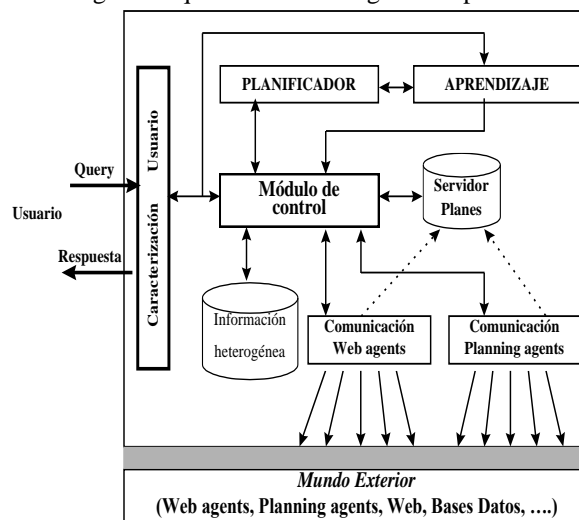 PLANIFICADOR
APRENDIZAJE
Caracterización Usuario
Query
Usuario
Respuesta
Módulo de
control
Servidor
Planes
Información
heterogénea
Comunicación
Web agents
Comunicación
Planning agents
Mundo Exterior
(Web agents, Planning agents, Web, Bases Datos, ....)